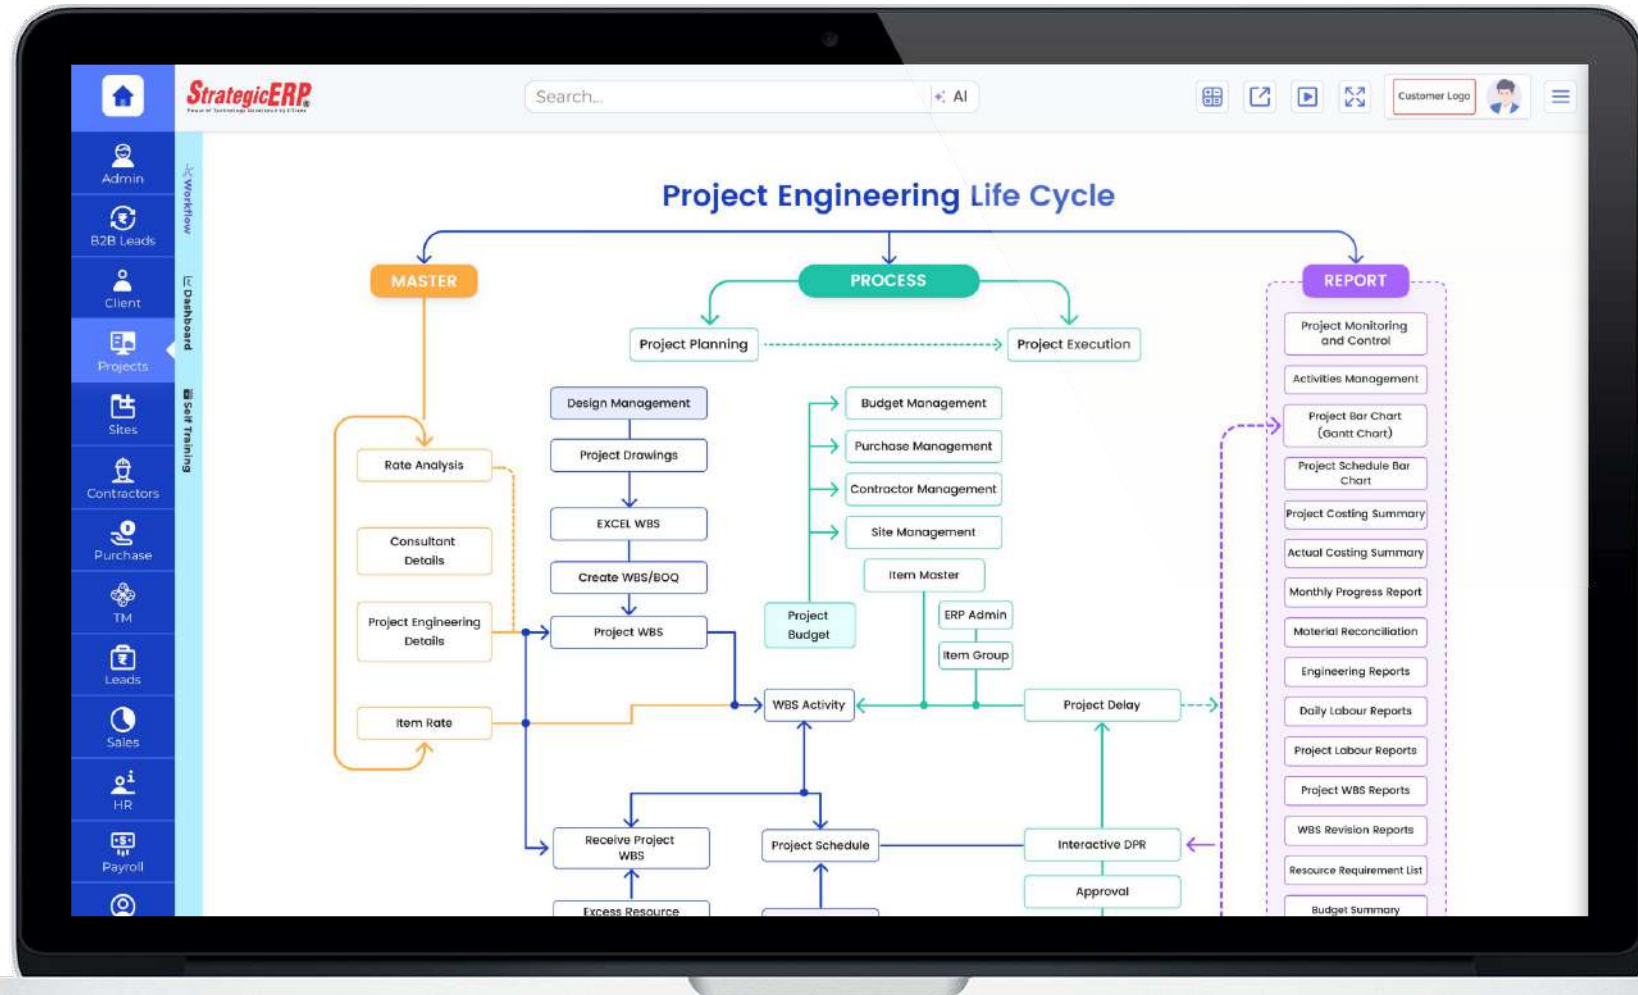 StrategicERP
Search...
AI
Customer Logo
Admin
B2B Leads
Client
Projects
Sites
Contractors
Purchase
TM
Leads
Sales
HR
Payroll
Workflow
Dashboard
Self Training
Project Engineering Life Cycle
MASTER
Rate Analysis
Consultant
Details
Project Engineering
Details
Item Rate
PROCESS
Project Planning
Project Execution
Design Management
Project Drawings
EXCEL WBS
Create WBS/BOQ
Project WBS
Budget Management
Purchase Management
Contractor Management
Site Management
Item Master
Project
Budget
ERP Admin
Item Group
WBS Activity
Project Delay
Receive Project
WBS
Project Schedule
Interactive DPR
Approval
Excess Resource
REPORT
Project Monitoring
and Control
Activities Management
Project Bar Chart
(Gantt Chart)
Project Schedule Bar
Chart
Project Costing Summary
Actual Costing Summary
Monthly Progress Report
Material Reconciliation
Engineering Reports
Daily Labour Reports
Project Labour Reports
Project WBS Reports
WBS Revision Reports
Resource Requirement List
Budget Summary